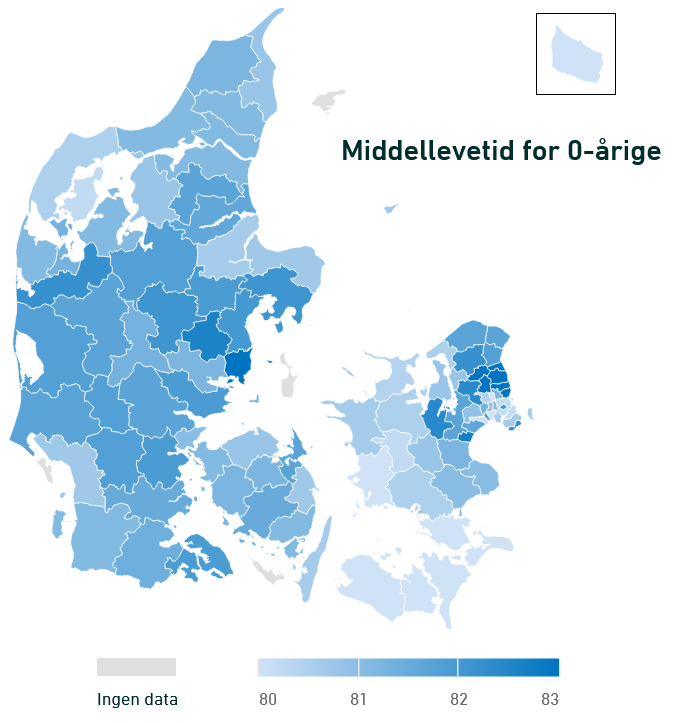 Middellevetid for 0-årige
Ingen data
80 81 82 83